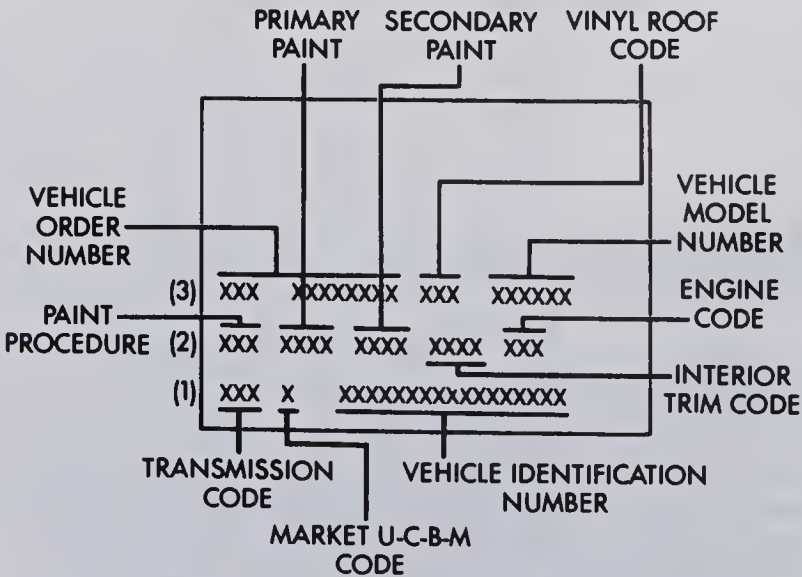 PRIMARY PAINT
SECONDARY PAINT
VINYL ROOF CODE
VEHICLE ORDER NUMBER
VEHICLE MODEL NUMBER
(3) XXX XXXXXXXX XXX XXXXXX
ENGINE CODE
PAINT PROCEDURE
(2) XXX XXXX XXXX XXXX XXX
INTERIOR TRIM CODE
(1) XXX X XXXXXXXXXXXXXXXXX
TRANSMISSION CODE
VEHICLE IDENTIFICATION NUMBER
MARKET U-C-B-M CODE